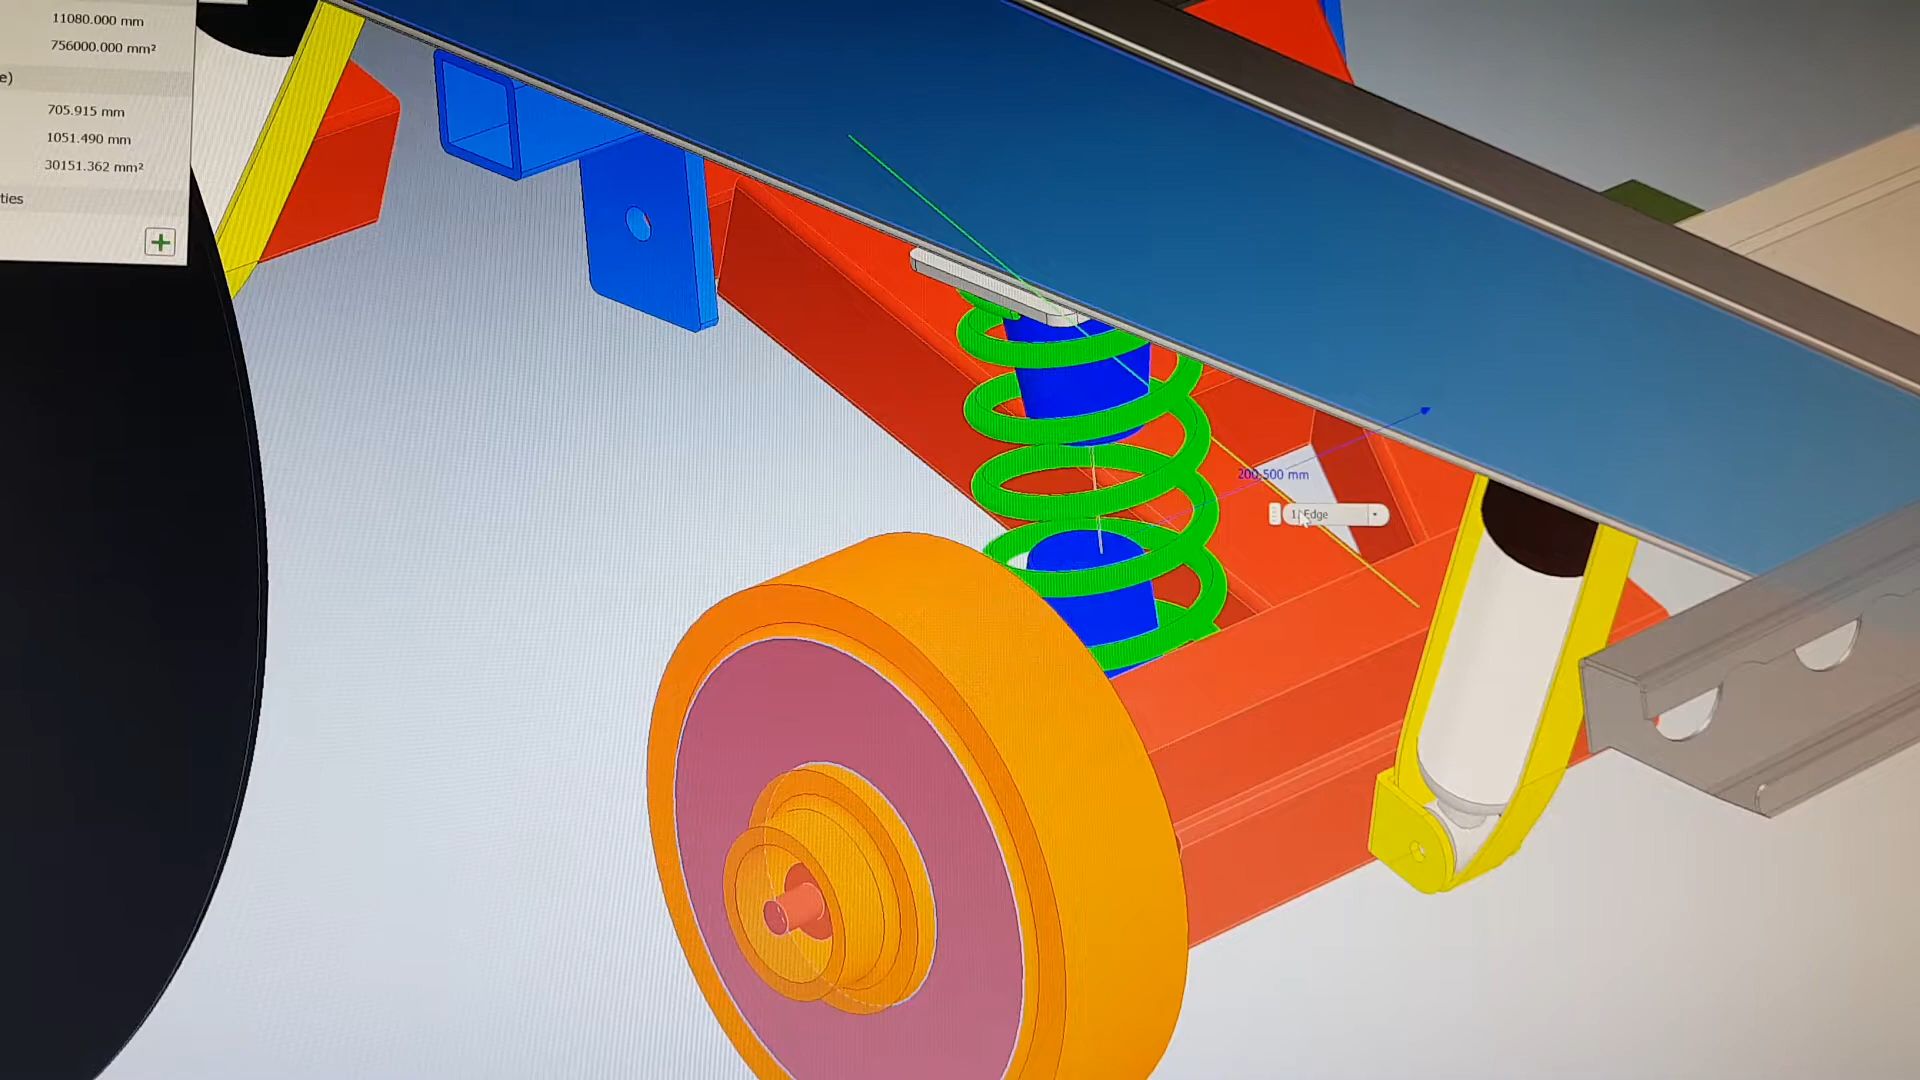 11080.000 mm
756000.000 mm²
e)
705.915 mm
1051.490 mm
30151.362 mm²
ties
200.500 mm
1. Edge